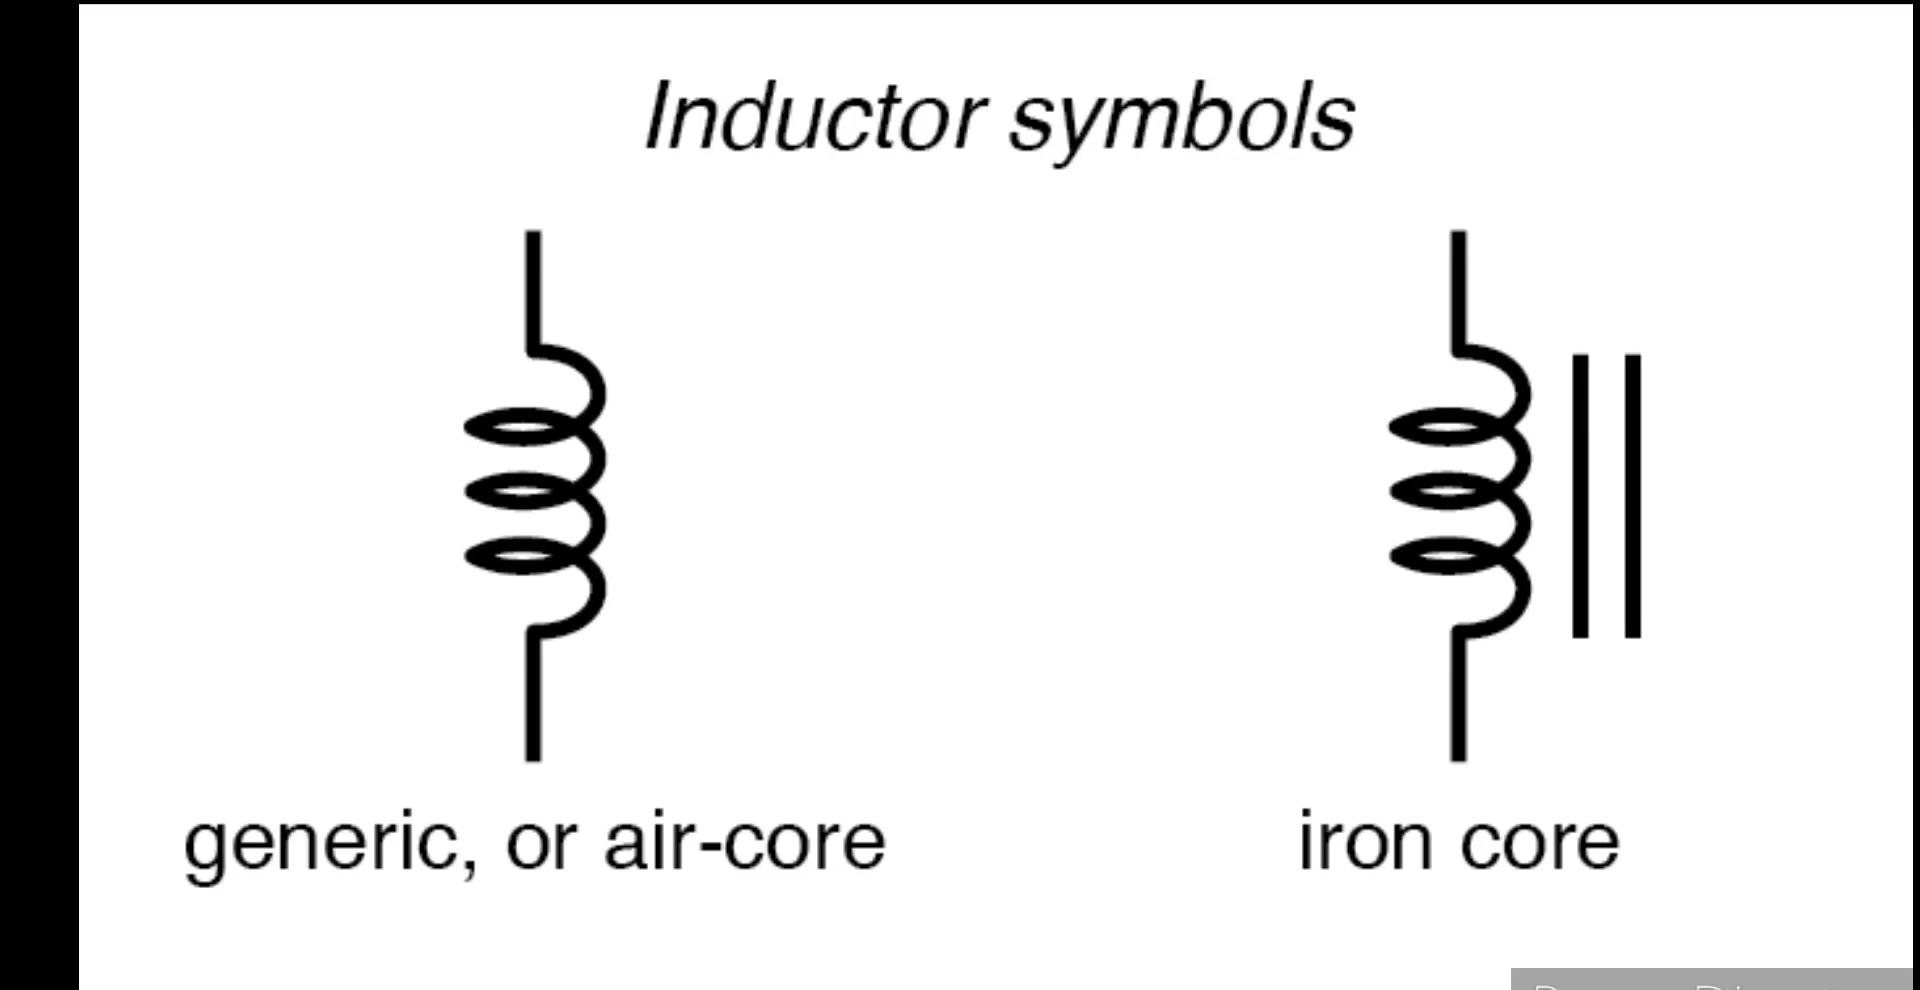 Inductor symbols
generic, or air-core
iron core